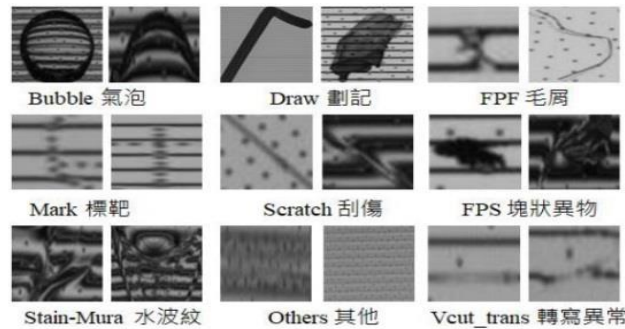 Bubble 氣泡
Draw 劃記
FPF 毛屑
Mark 標靶
Scratch 刮傷
FPS 塊狀異物
Stain-Mura 水波紋
Others 其他
Vcut_trans 轉寫異常